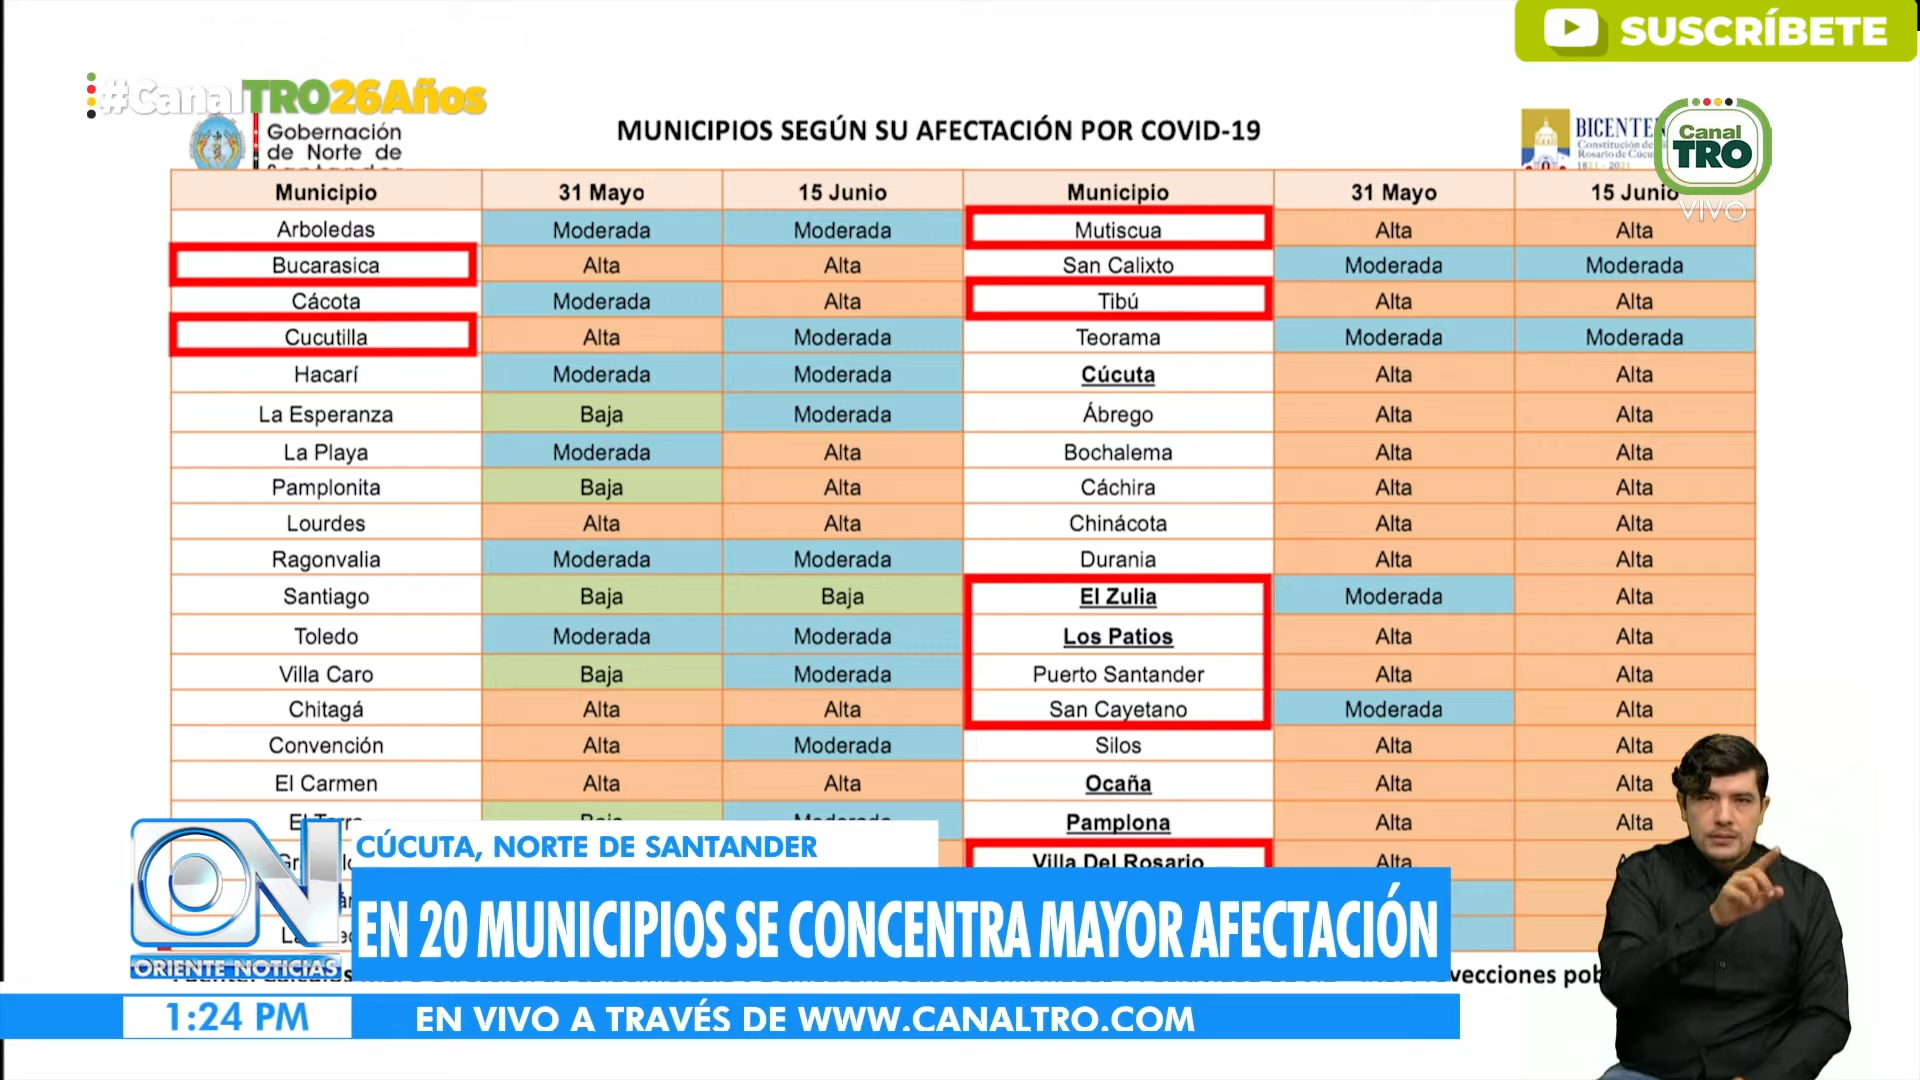 SUSCRÍBETE
#CanalTRO26Años
Gobernación
de Norte de
MUNICIPIOS SEGÚN SU AFECTACIÓN POR COVID-19
Canal
TRO
VIVO
Municipio 31 Mayo 15 Junio Municipio 31 Mayo 15 Junio
Arboledas Moderada Moderada Mutiscua Alta Alta
Bucarasica Alta Alta San Calixto Moderada Moderada
Cácota Moderada Alta Tibú Alta Alta
Cucutilla Alta Moderada Teorama Moderada Moderada
Hacarí Moderada Moderada Cúcuta Alta Alta
La Esperanza Baja Moderada Ábrego Alta Alta
La Playa Moderada Alta Bochalema Alta Alta
Pamplonita Baja Alta Cáchira Alta Alta
Lourdes Alta Alta Chinácota Alta Alta
Ragonvalia Moderada Moderada Durania Alta Alta
Santiago Baja Baja El Zulia Moderada Alta
Toledo Moderada Moderada Los Patios Alta Alta
Villa Caro Baja Moderada Puerto Santander Alta Alta
Chitagá Alta Alta San Cayetano Moderada Alta
Convención Alta Moderada Silos Alta Alta
El Carmen Alta Alta Ocaña Alta Alta
Pamplona Alta Alta
Villa Del Rosario Alta
CÚCUTA, NORTE DE SANTANDER
EN 20 MUNICIPIOS SE CONCENTRA MAYOR AFECTACIÓN
ON
ORIENTE NOTICIAS
1:24 PM
EN VIVO A TRAVÉS DE WWW.CANALTRO.COM